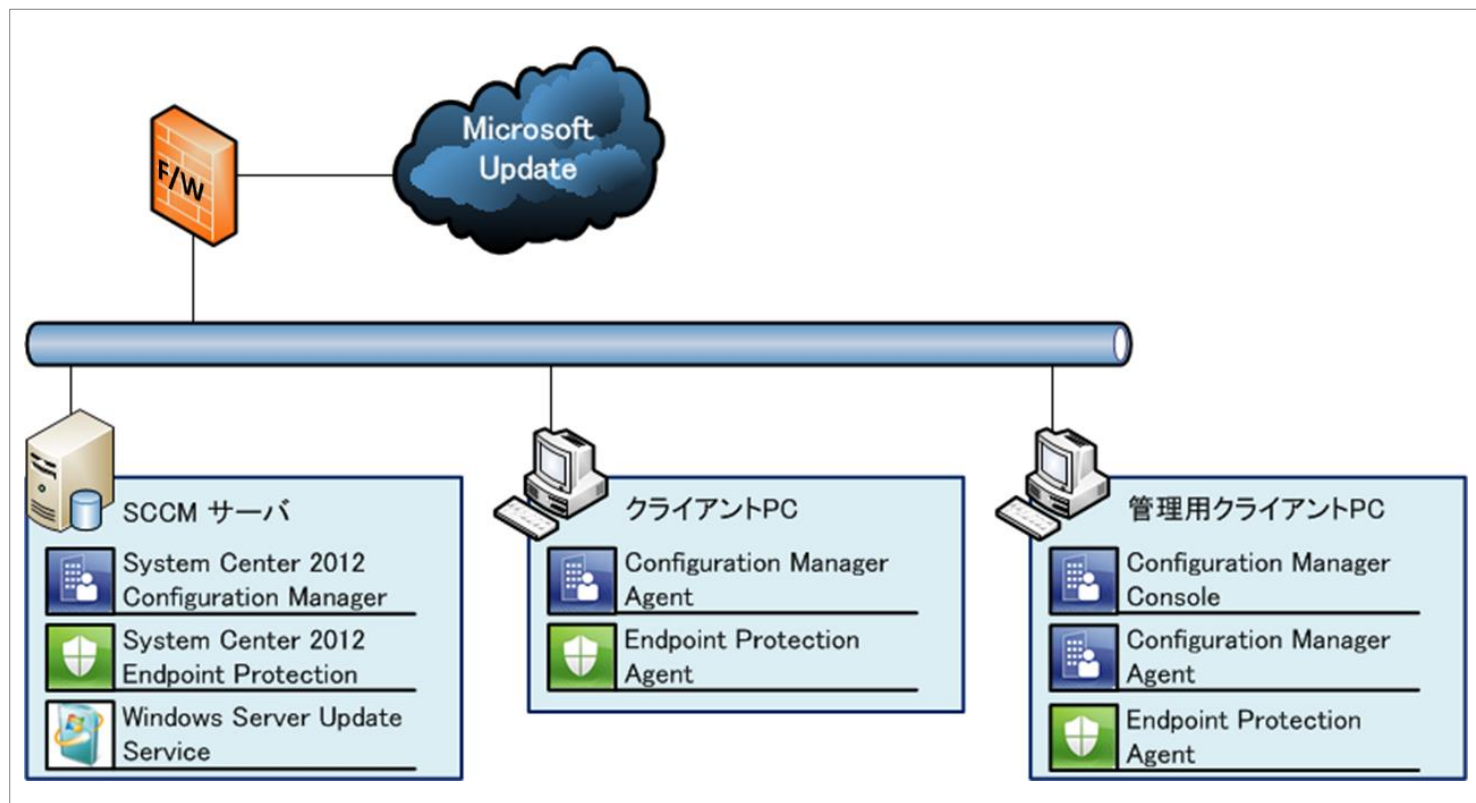 Microsoft
Update
F/W
SCCM サーバ
System Center 2012
Configuration Manager
System Center 2012
Endpoint Protection
Windows Server Update
Service
クライアントPC
Configuration Manager
Agent
Endpoint Protection
Agent
管理用クライアントPC
Configuration Manager
Console
Configuration Manager
Agent
Endpoint Protection
Agent